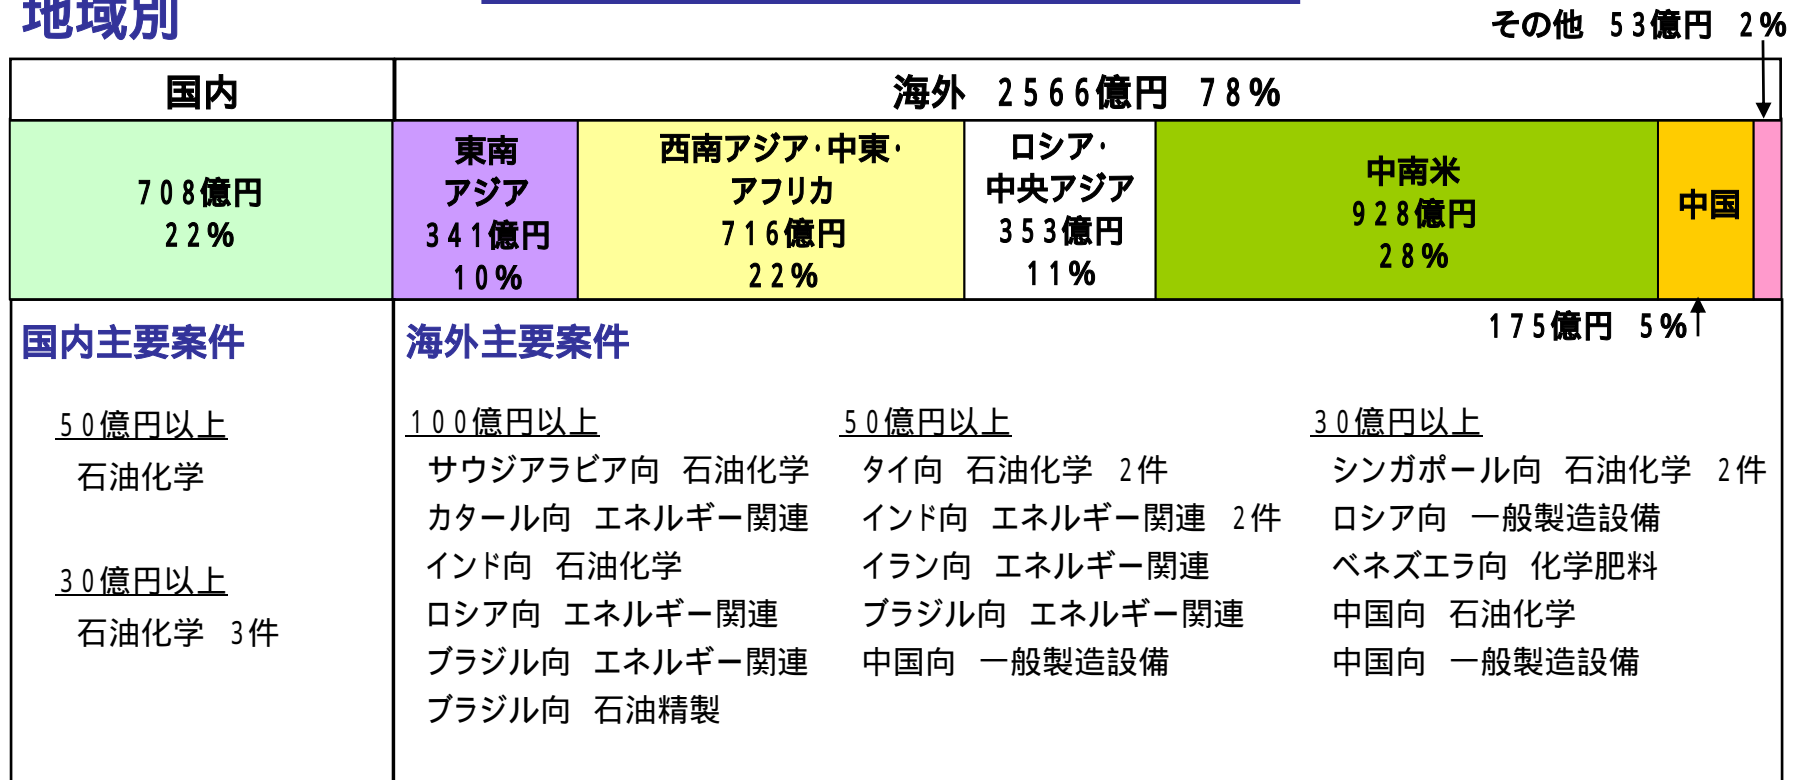 地域別
その他 53億円 2%
国内
海外 2566億円 78%
708億円
22%
東南
アジア
341億円
10%
西南アジア・中東・
アフリカ
716億円
22%
ロシア・
中央アジア
353億円
11%
中南米
928億円
28%
中国
175億円 5%
国内主要案件
50億円以上
石油化学
30億円以上
石油化学 3件
海外主要案件
100億円以上
サウジアラビア向 石油化学
カタール向 エネルギー関連
インド向 石油化学
ロシア向 エネルギー関連
ブラジル向 エネルギー関連
ブラジル向 石油精製
50億円以上
タイ向 石油化学 2件
インド向 エネルギー関連 2件
イラン向 エネルギー関連
ブラジル向 エネルギー関連
中国向 一般製造設備
30億円以上
シンガポール向 石油化学 2件
ロシア向 一般製造設備
ベネズエラ向 化学肥料
中国向 石油化学
中国向 一般製造設備